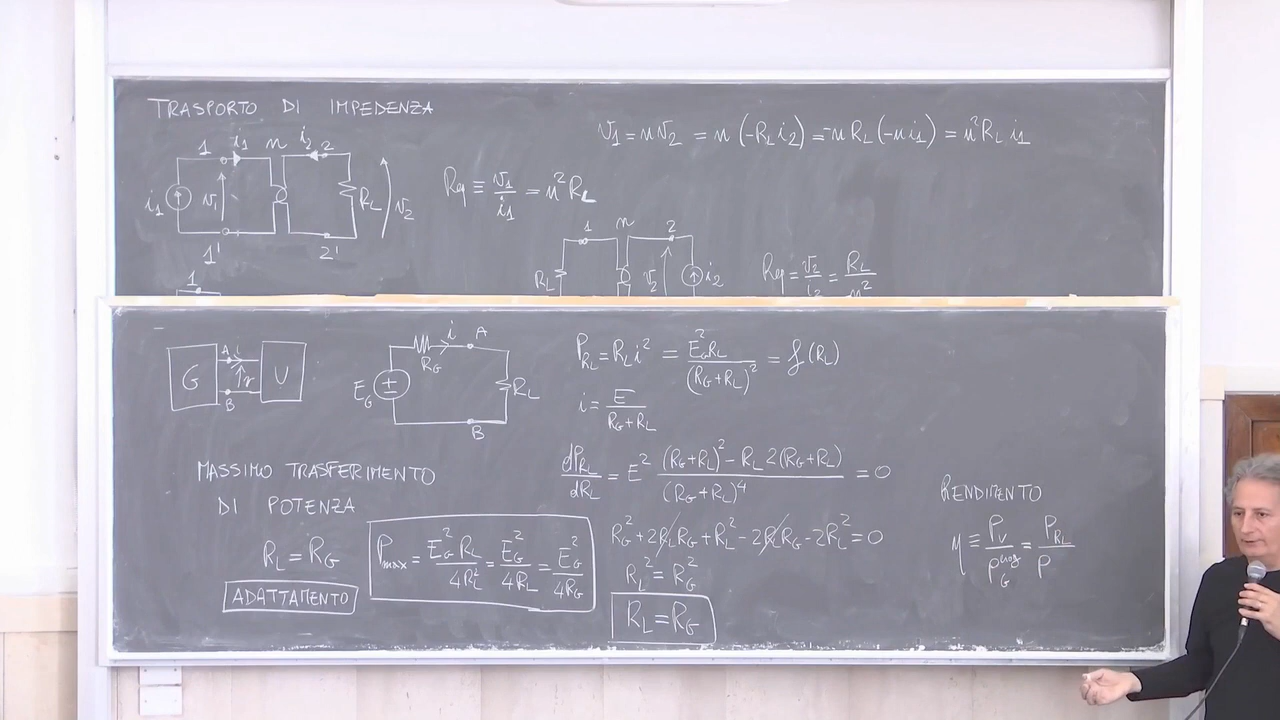 TRASPORTO DI IMPEDENZA
1 i₁ n i₂ 2
i₁ v₁ R_L v₂
1' 2'
1
v₁ = n v₂ = n (-R_L i₂) = -n R_L (-n i₁) = n² R_L i₁
Req ≡ v₁/i₁ = n² R_L
1 n 2
R_L v₂ i₂
Req = v₂/i₂ = R_L/n²
G A i v B U
E_G R_G i A R_L B
P_RL = R_L i² = E_G² R_L/(R_G+R_L)² = f(R_L)
i = E/(R_G+R_L)
dP_RL/dR_L = E² ((R_G+R_L)² - R_L 2(R_G+R_L))/(R_G+R_L)⁴ = 0
R_G² + 2R_L R_G + R_L² - 2R_L R_G - 2R_L² = 0
R_L² = R_G²
R_L = R_G
MASSIMO TRASFERIMENTO
DI POTENZA
R_L = R_G
ADATTAMENTO
Pmax = E_G² R_L/4R_L² = E_G²/4R_L = E_G²/4R_G
RENDIMENTO
η ≡ P_U/P_G^erog = P_RL/P